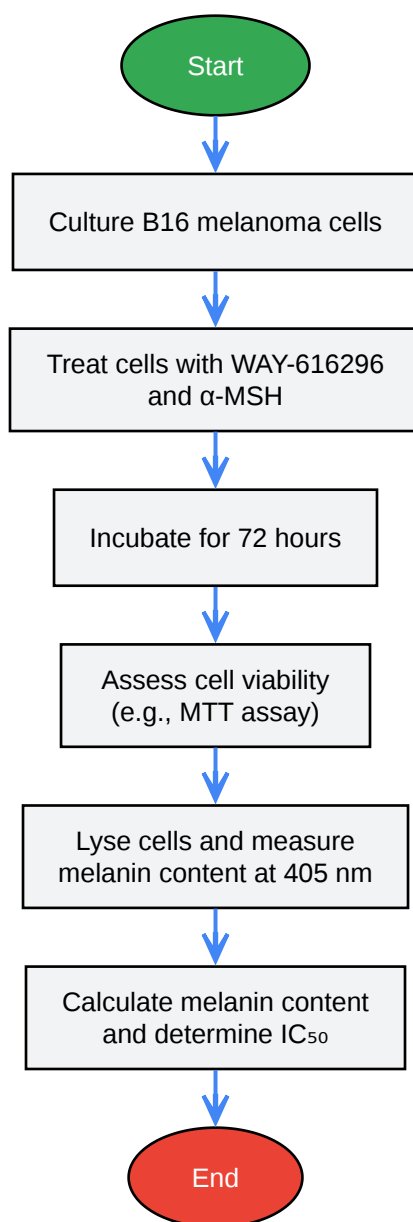 Start
Culture B16 melanoma cells
Treat cells with WAY-616296
and α-MSH
Incubate for 72 hours
Assess cell viability
(e.g., MTT assay)
Lyse cells and measure
melanin content at 405 nm
Calculate melanin content
and determine IC₅₀
End